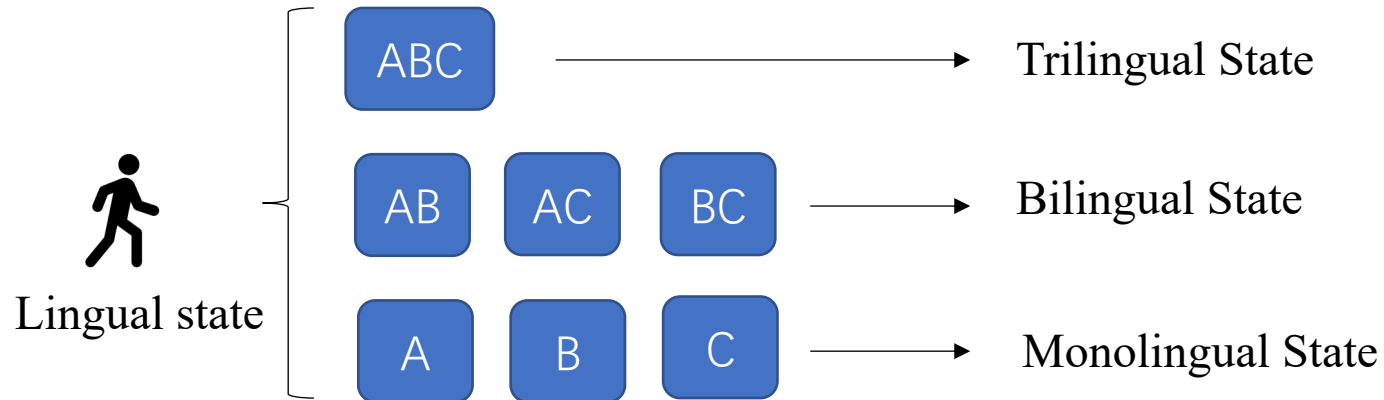 ABC Trilingual State
AB AC BC Bilingual State
Lingual state
A B C Monolingual State